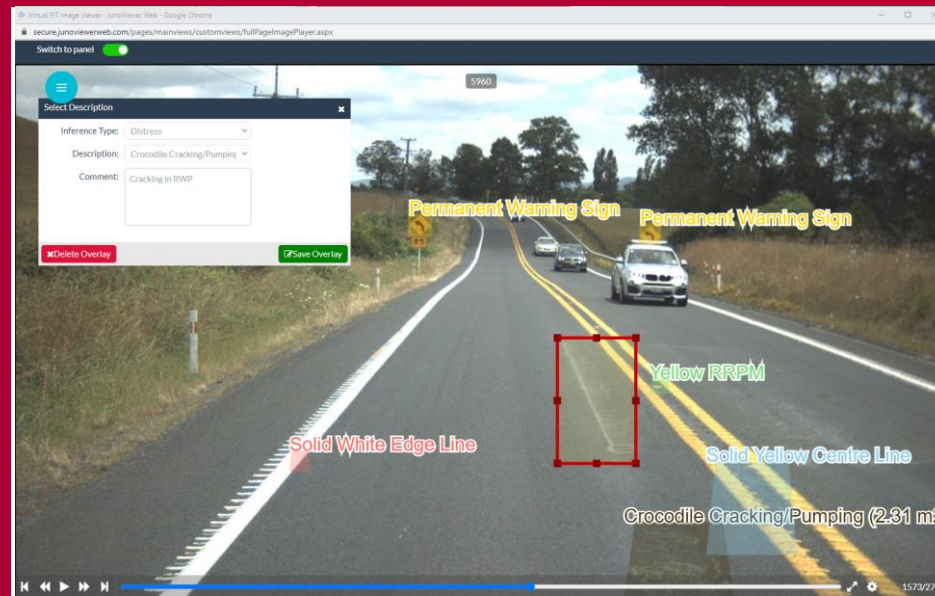 Virtual FIT Image Viewer - JunoViewer Web - Google Chrome
secure.junoviewerweb.com/pages/mainviews/customviews/fullPageImagePlayer.aspx
Switch to panel
5960
Select Description
Inference Type: Distress
Description: Crocodile Cracking/Pumping
Comment: Cracking in RWP
Delete Overlay
Save Overlay
Permanent Warning Sign
Permanent Warning Sign
Yellow RRPM
Solid White Edge Line
Solid Yellow Centre Line
Crocodile Cracking/Pumping (2.31 m
1573/27